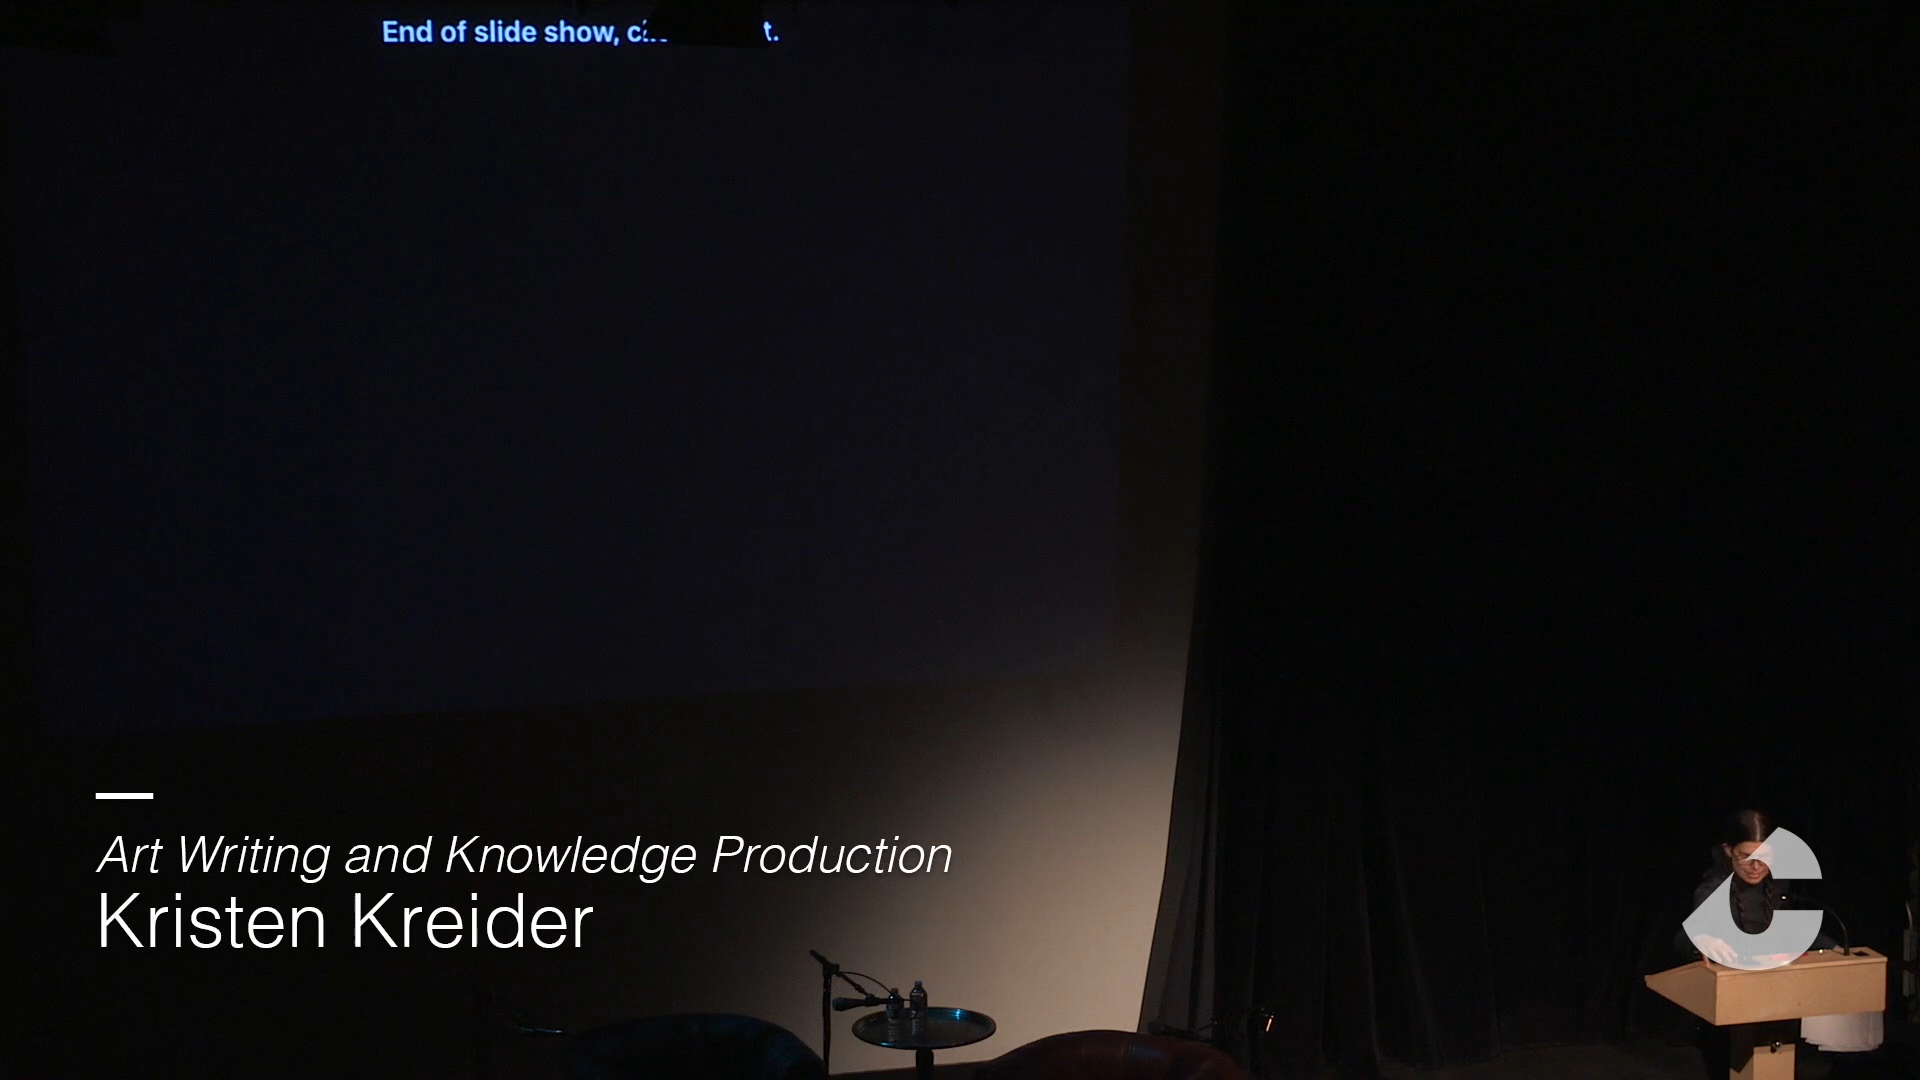 End of slide show,
Art Writing and Knowledge Production
Kristen Kreider